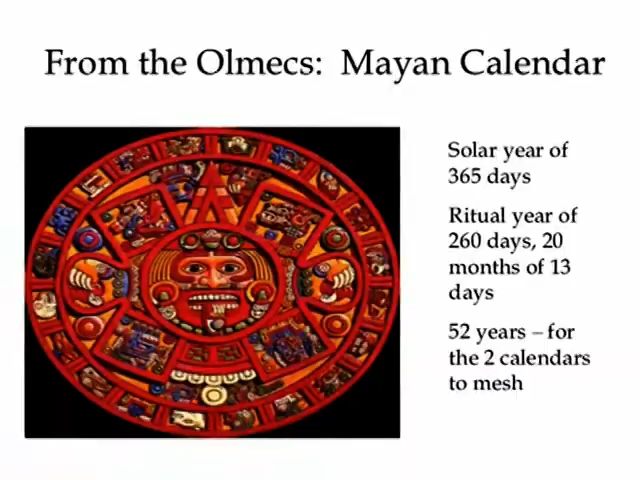 From the Olmecs:  Mayan Calendar
Solar year of
365 days
Ritual year of
260 days, 20
months of 13
days
52 years – for
the 2 calendars
to mesh